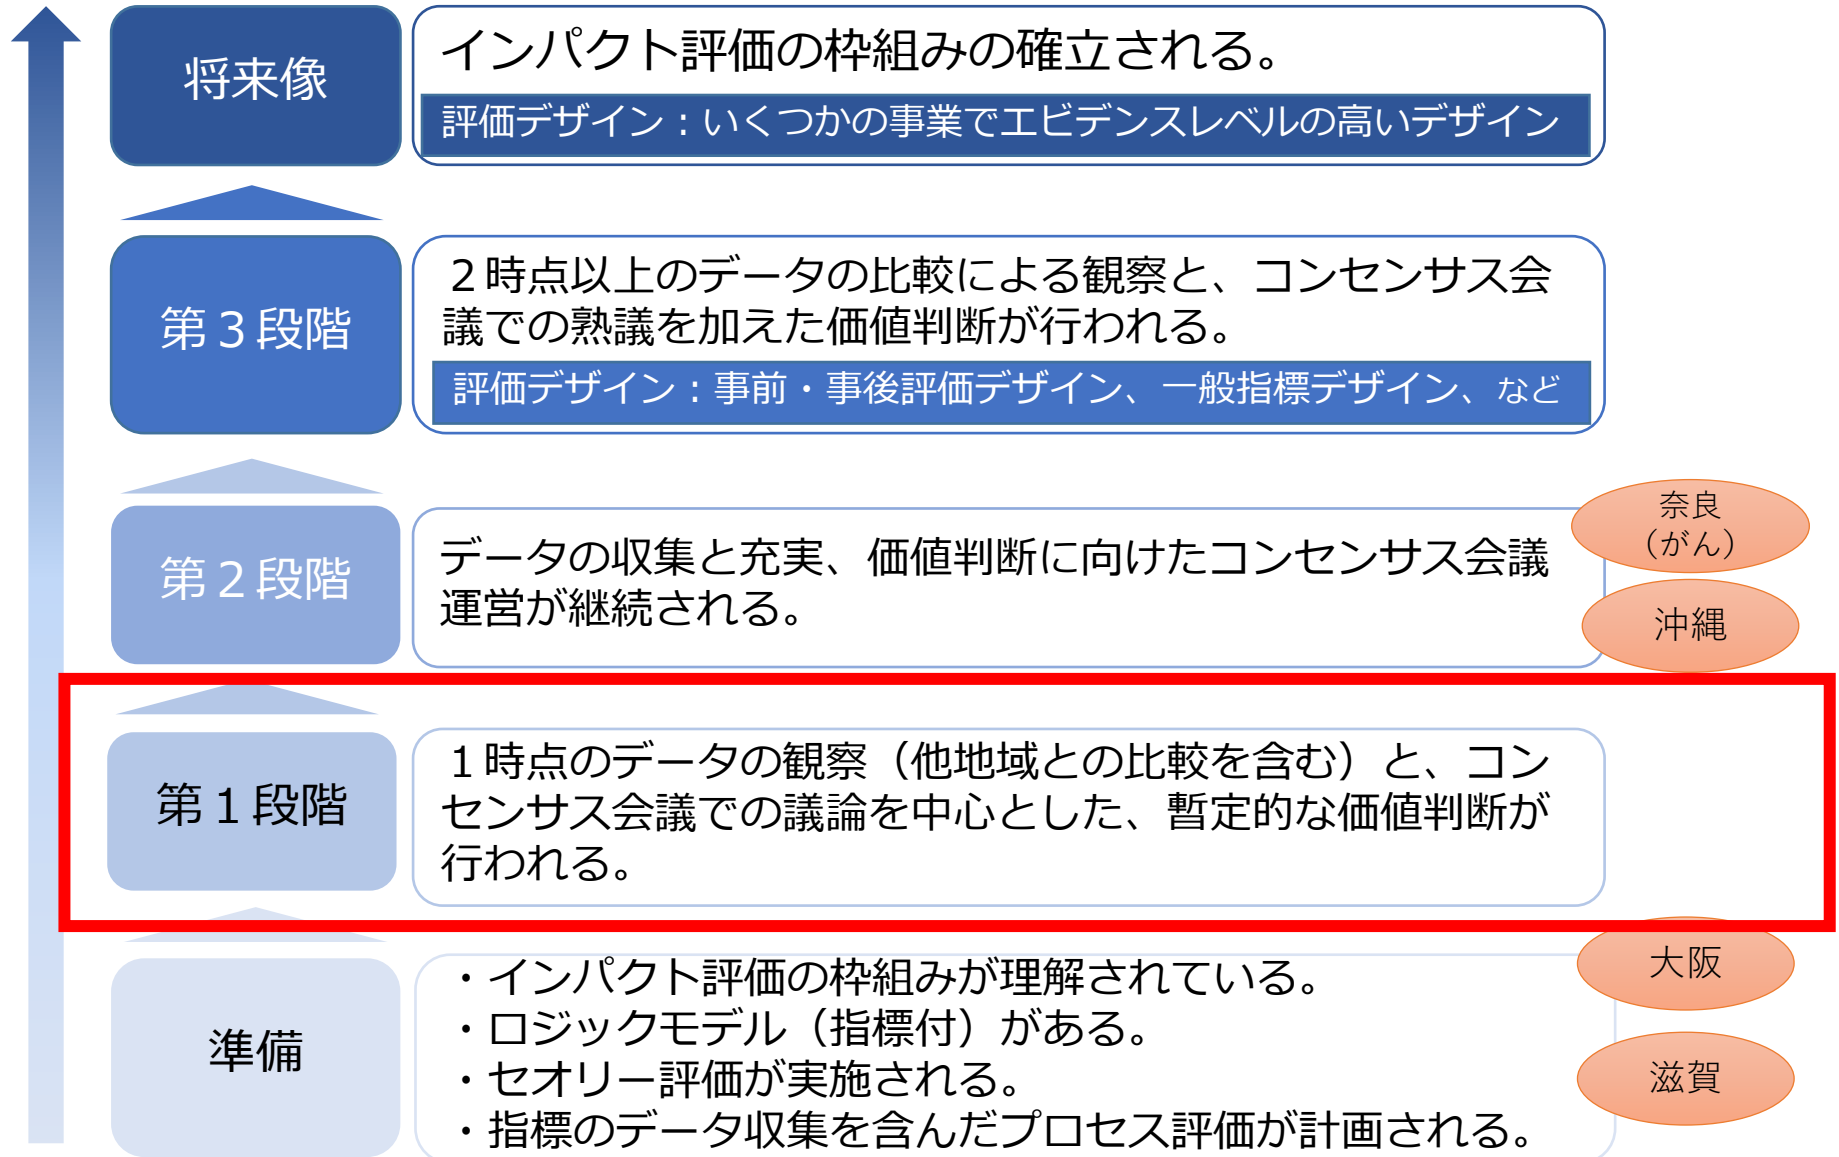 将来像
インパクト評価の枠組みの確立される。
評価デザイン：いくつかの事業でエビデンスレベルの高いデザイン
第３段階
２時点以上のデータの比較による観察と、コンセンサス会
議での熟議を加えた価値判断が行われる。
評価デザイン：事前・事後評価デザイン、一般指標デザイン、など
第２段階
データの収集と充実、価値判断に向けたコンセンサス会議
運営が継続される。
奈良
（がん）
沖縄
第１段階
１時点のデータの観察（他地域との比較を含む）と、コン
センサス会議での議論を中心とした、暫定的な価値判断が
行われる。
準備
・インパクト評価の枠組みが理解されている。
・ロジックモデル（指標付）がある。
・セオリー評価が実施される。
・指標のデータ収集を含んだプロセス評価が計画される。
大阪
滋賀